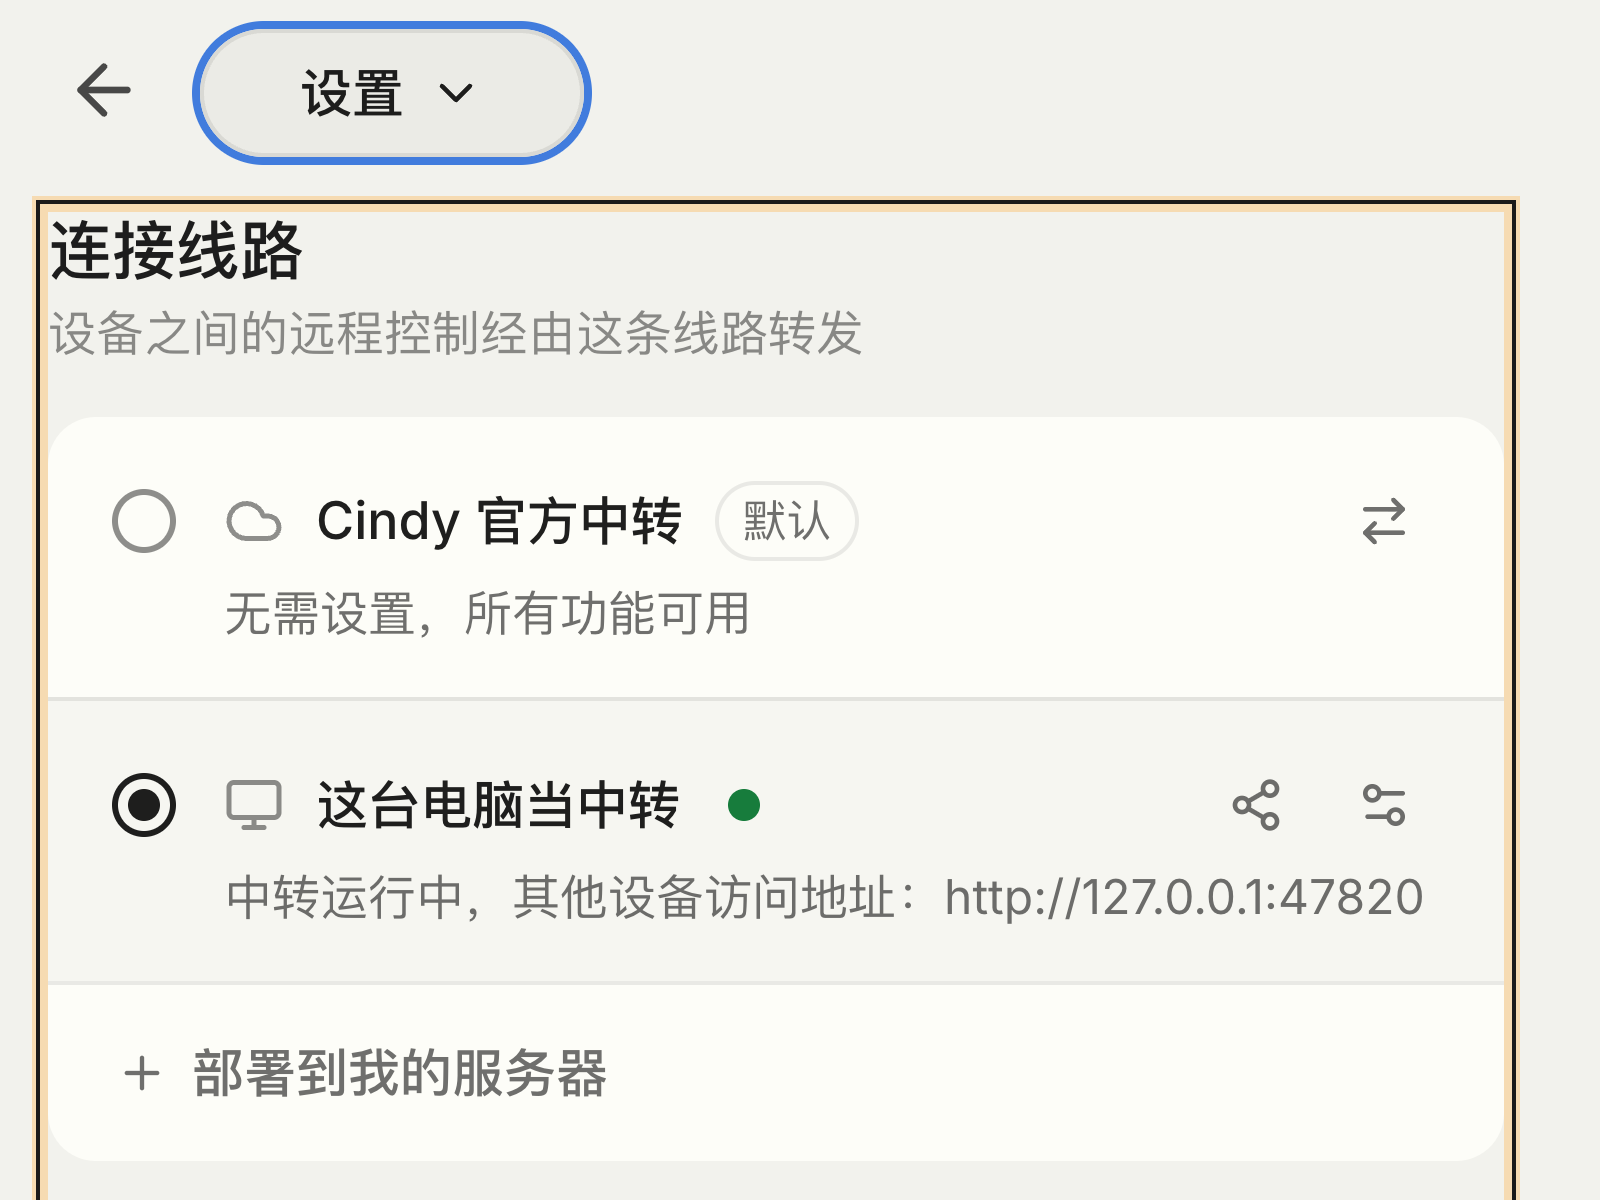 设置
连接线路
设备之间的远程控制经由这条线路转发
Cindy 官方中转 默认
无需设置，所有功能可用
这台电脑当中转
中转运行中，其他设备访问地址：http://127.0.0.1:47820
部署到我的服务器